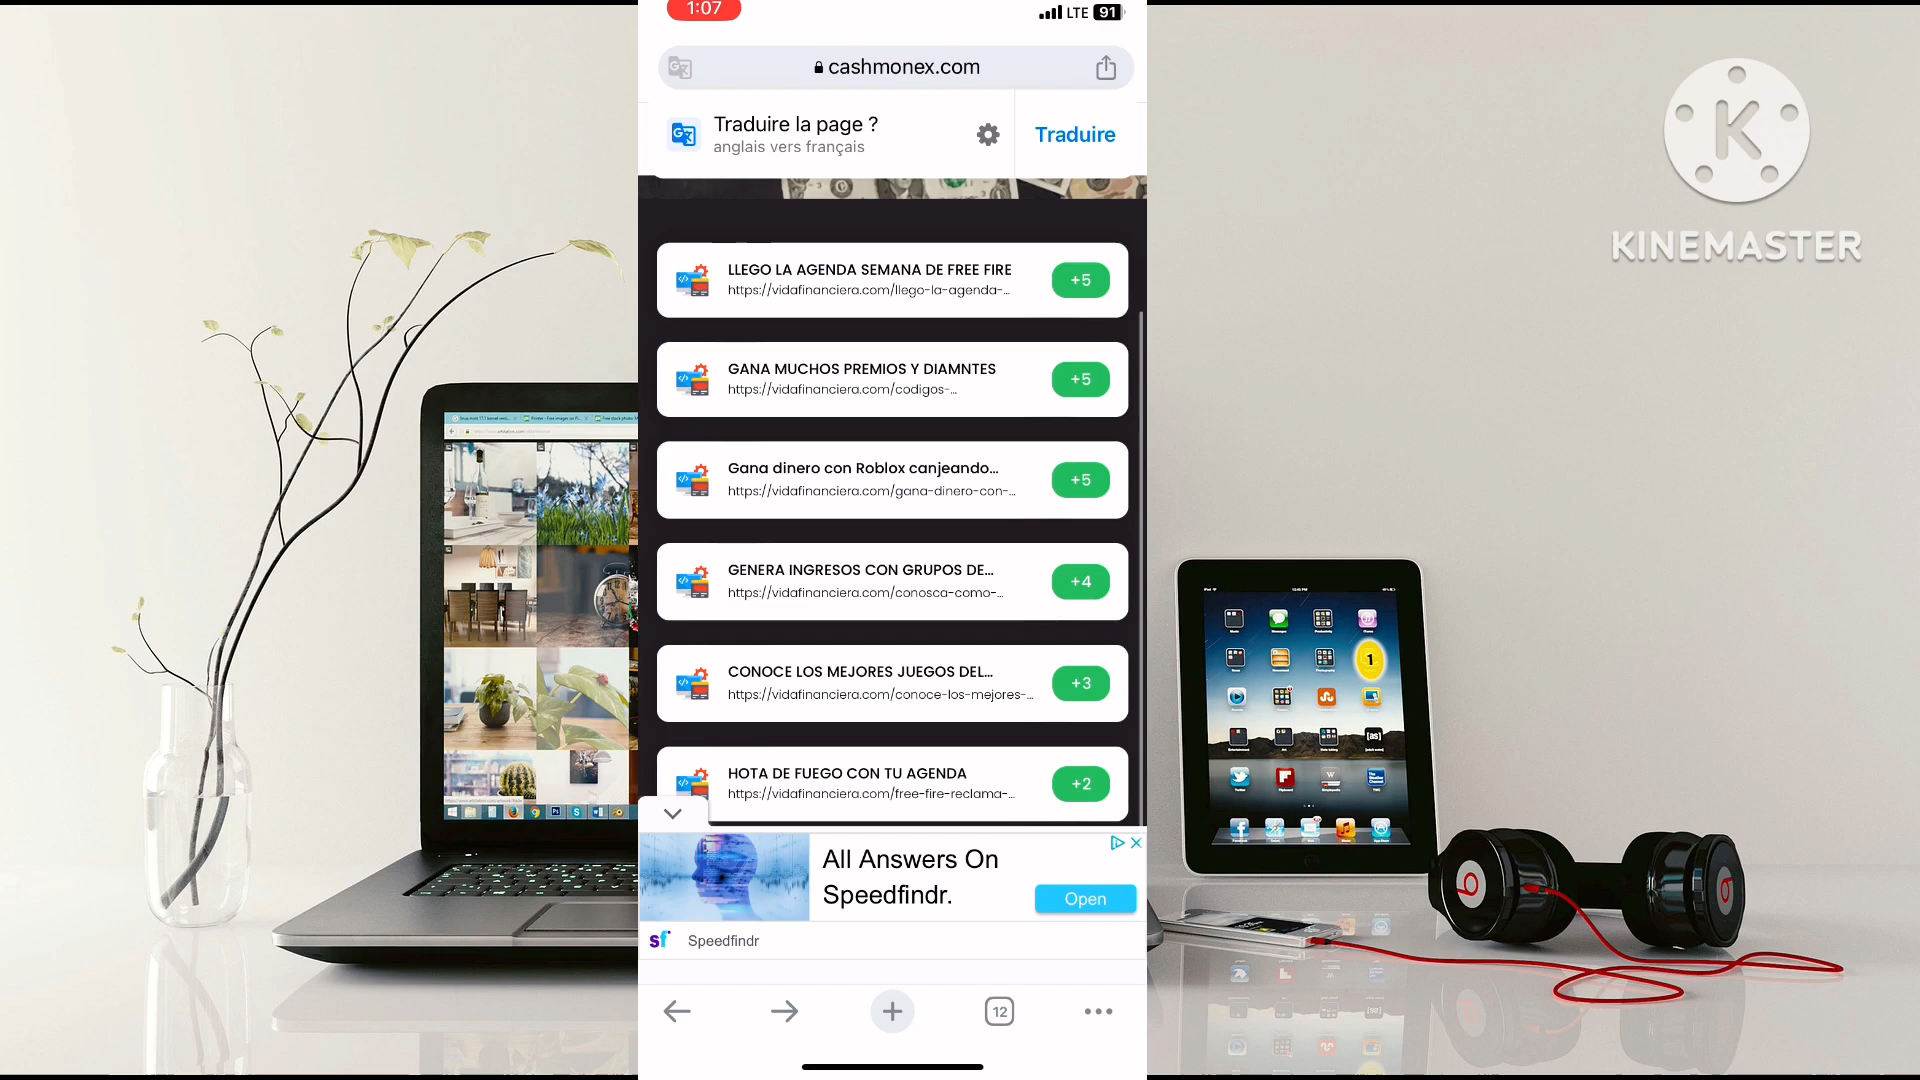 1:07
LTE 91
cashmonex.com
Traduire la page ?
anglais vers français
Traduire
K
KINEMASTER
LLEGO LA AGENDA SEMANA DE FREE FIRE
https://vidafinanciera.com/llego-la-agenda-...
+5
GANA MUCHOS PREMIOS Y DIAMNTES
https://vidafinanciera.com/codigos-...
+5
Gana dinero con Roblox canjeando...
https://vidafinanciera.com/gana-dinero-con-...
+5
GENERA INGRESOS CON GRUPOS DE...
https://vidafinanciera.com/conosca-como-...
+4
CONOCE LOS MEJORES JUEGOS DEL...
https://vidafinanciera.com/conoce-los-mejores-...
+3
HOTA DE FUEGO CON TU AGENDA
https://vidafinanciera.com/free-fire-reclama-...
+2
All Answers On
Speedfindr.
Open
sf
Speedfindr
12
1